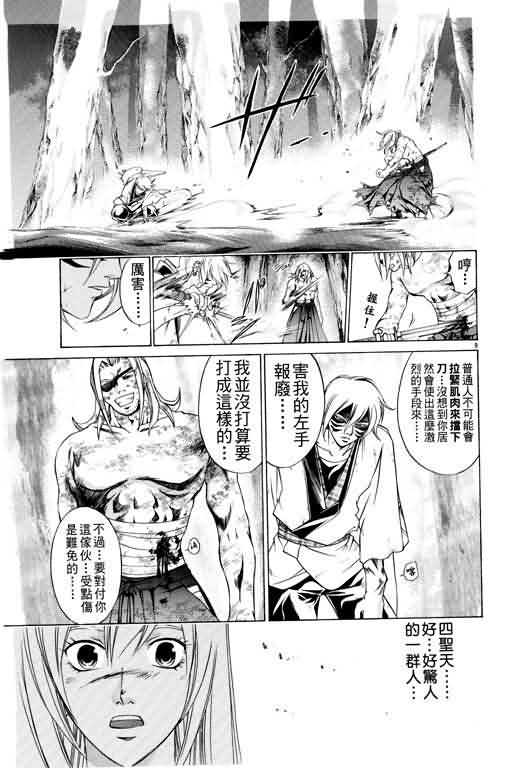 哼…
握住！
厲害…
普通人不可能會
拉緊肌肉來擋下
刀…沒想到你居
然會使出這麼激
烈的手段來……
害我的左手
報廢……
我並沒打算要
打成這樣的…
不過…要對付你
這傢伙…受點傷
是難免的……
四聖天……
好…好驚人
的一群人…